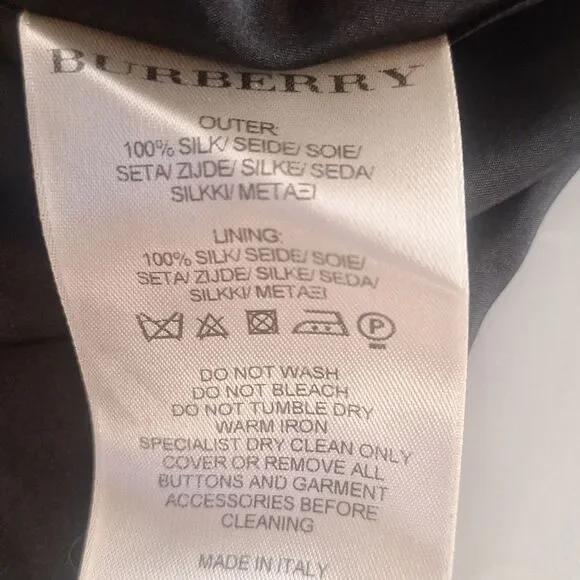 BURBERRY
OUTER:
100% SILK/ SEIDE/ SOIE/
SETA/ ZIJDE/ SILKE/ SEDA/
SILKKI/ METAΞI
LINING:
100% SILK/ SEIDE/ SOIE/
SETA/ ZIJDE/ SILKE/ SEDA/
SILKKI/ METAΞI
P
DO NOT WASH
DO NOT BLEACH
DO NOT TUMBLE DRY
WARM IRON
SPECIALIST DRY CLEAN ONLY
COVER OR REMOVE ALL
BUTTONS AND GARMENT
ACCESSORIES BEFORE
CLEANING
MADE IN ITALY